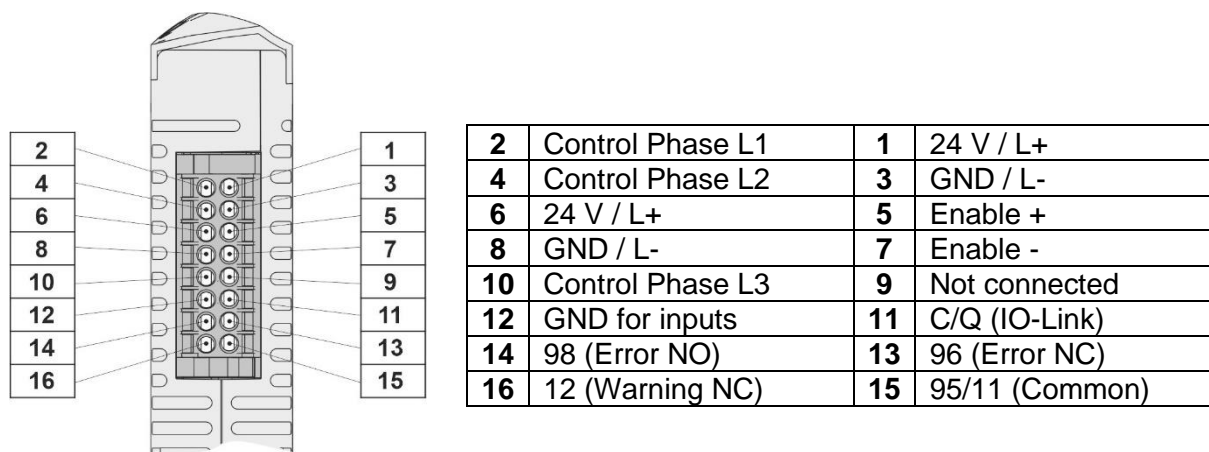 2 1
4 3
6 5
8 7
10 9
12 11
14 13
16 15
2 Control Phase L1 1 24 V / L+
4 Control Phase L2 3 GND / L-
6 24 V / L+ 5 Enable +
8 GND / L- 7 Enable -
10 Control Phase L3 9 Not connected
12 GND for inputs 11 C/Q (IO-Link)
14 98 (Error NO) 13 96 (Error NC)
16 12 (Warning NC) 15 95/11 (Common)